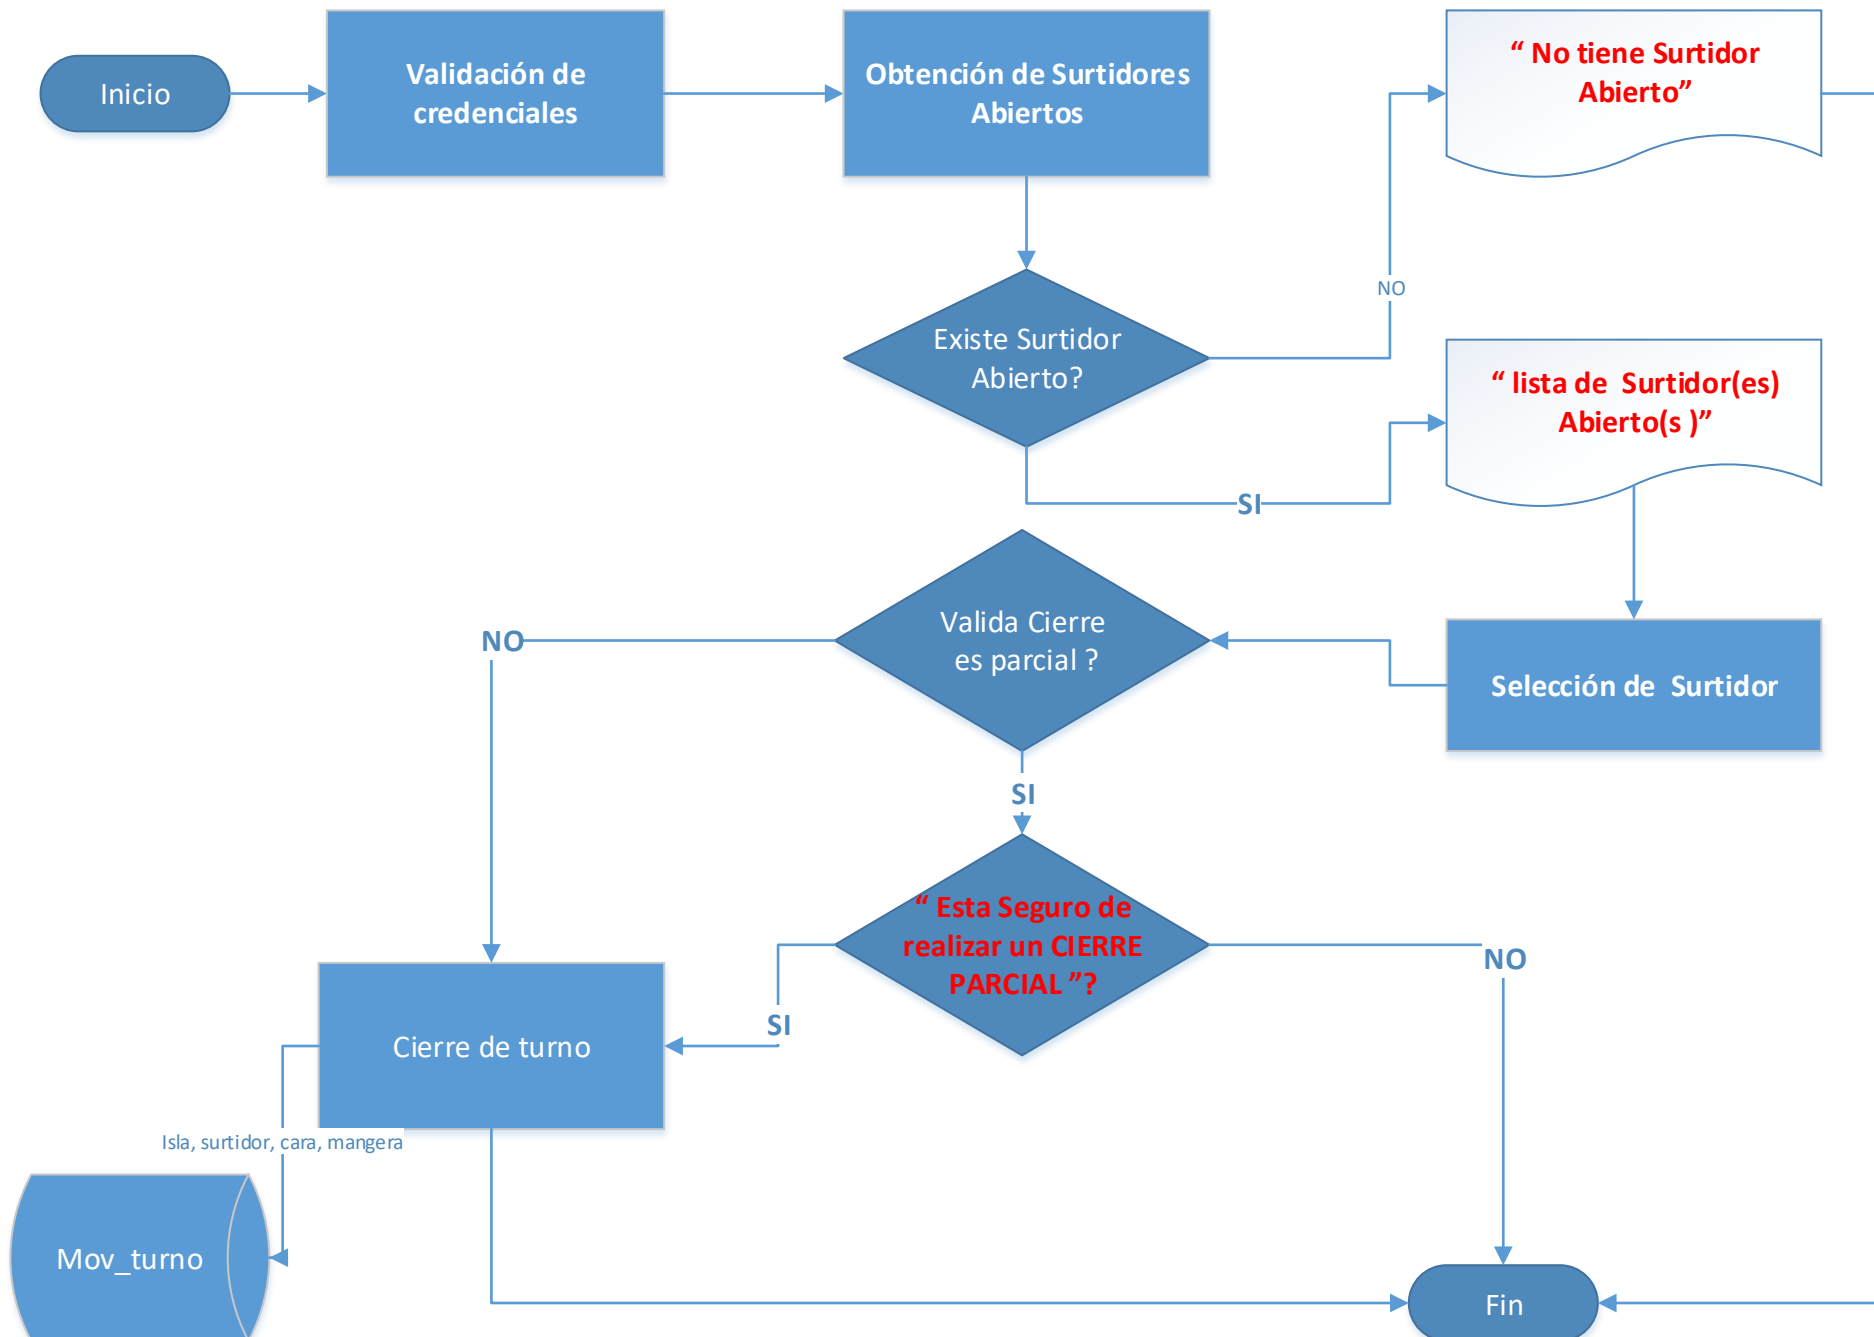 Inicio
Validación de
credenciales
Obtención de Surtidores
Abiertos
“ No tiene Surtidor
Abierto”
NO
Existe Surtidor
Abierto?
“ lista de  Surtidor(es)
Abierto(s )”
SI
Valida Cierre
es parcial ?
NO
Selección de  Surtidor
SI
“ Esta Seguro de
realizar un CIERRE
PARCIAL ”?
NO
SI
Cierre de turno
Isla, surtidor, cara, mangera
Mov_turno
Fin